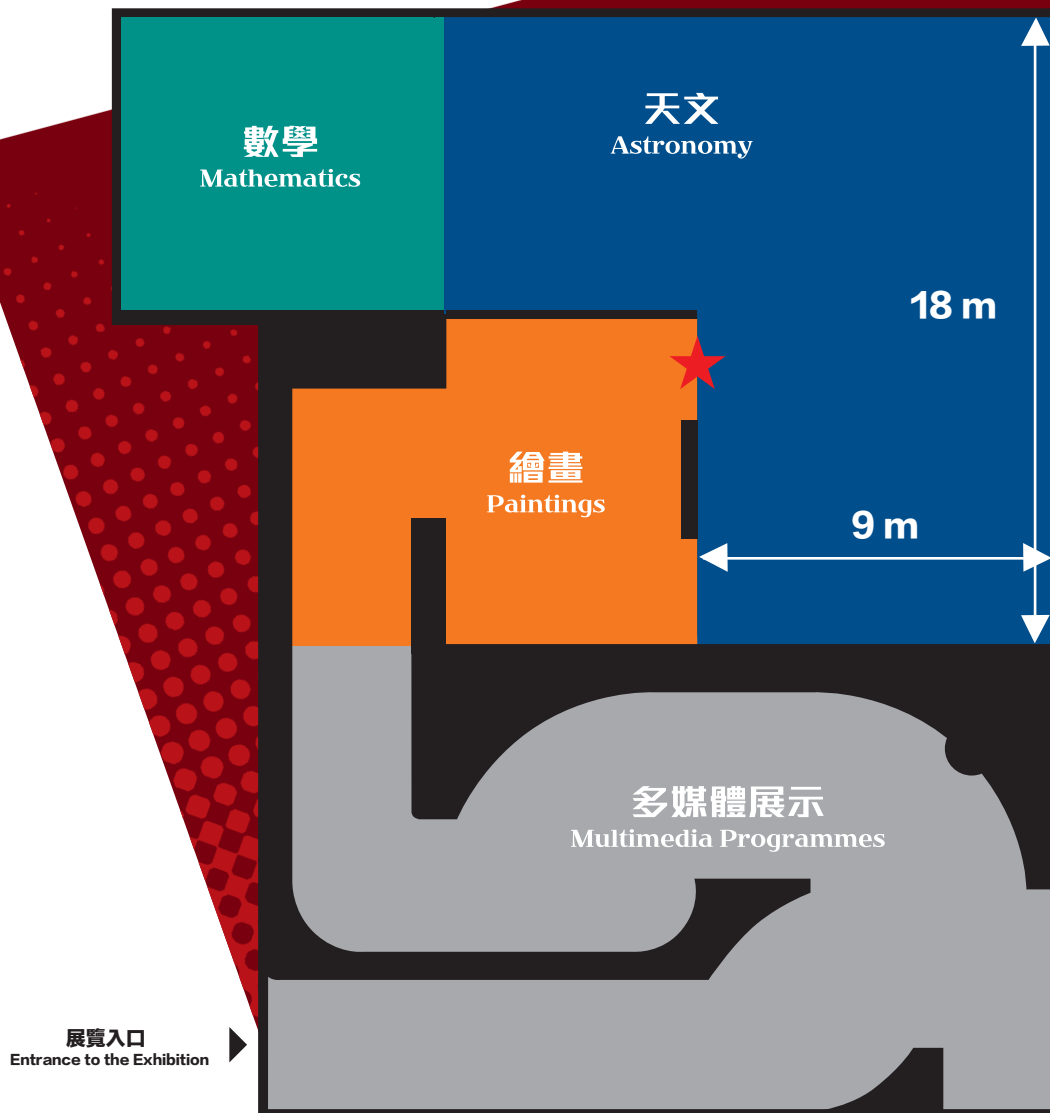 天文
Astronomy
數學
Mathematics
18 m
繪畫
Paintings
9 m
多媒體展示
Multimedia Programmes
展覽入口
Entrance to the Exhibition